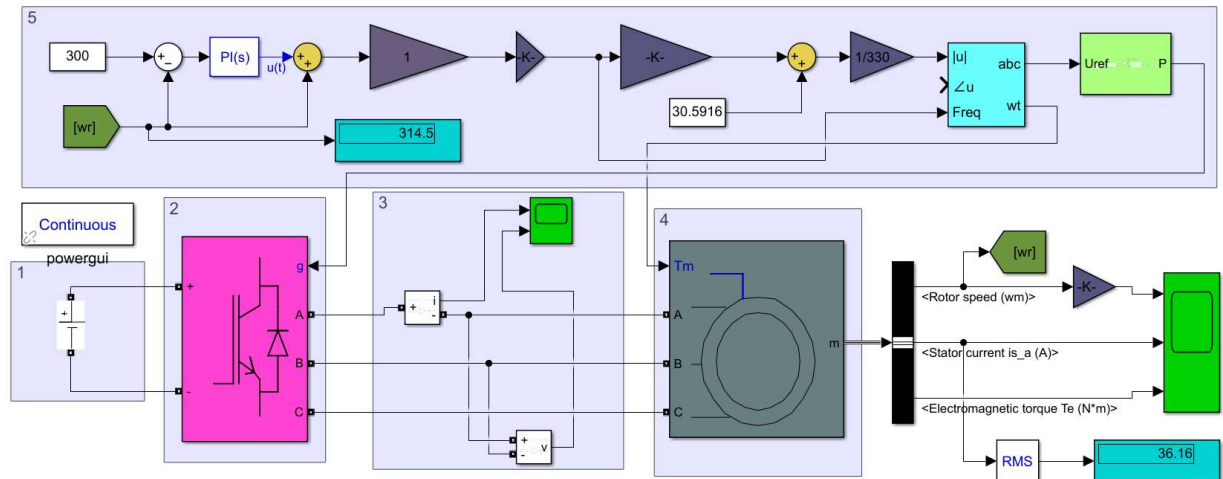 5
300
+
−
PI(s)
u(t)
+
+
1
-K-
-K-
+
+
30.5916
1/330
|u|
∠u
Freq
abc
wt
Uref
P
[wr]
314.5
Continuous
powergui
1
+
2
g
+
-
A
B
C
3
+
i
-
+
-
v
4
Tm
A
B
C
m
[wr]
<Rotor speed (wm)>
-K-
<Stator current is_a (A)>
<Electromagnetic torque Te (N*m)>
RMS
36.16